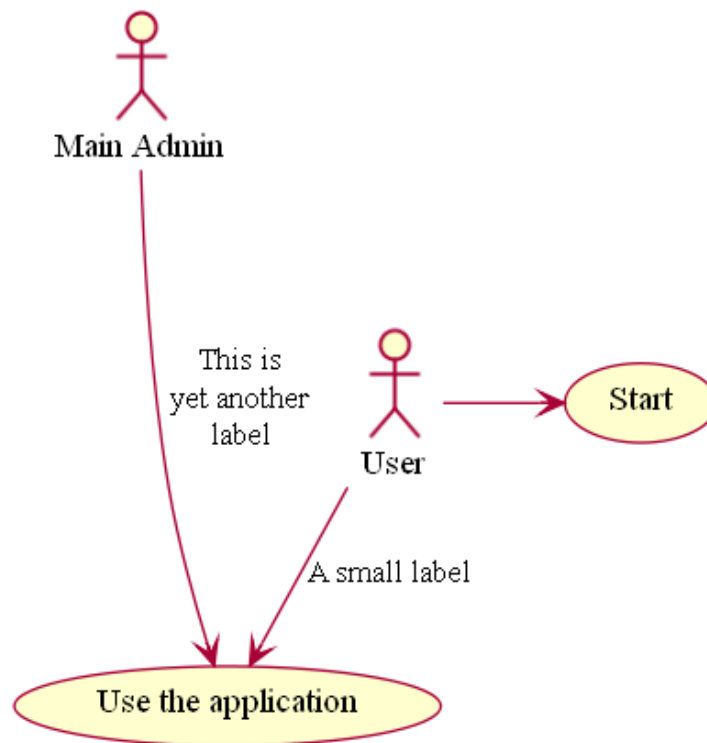 Main Admin
This is
yet another
label
Start
User
A small label
Use the application